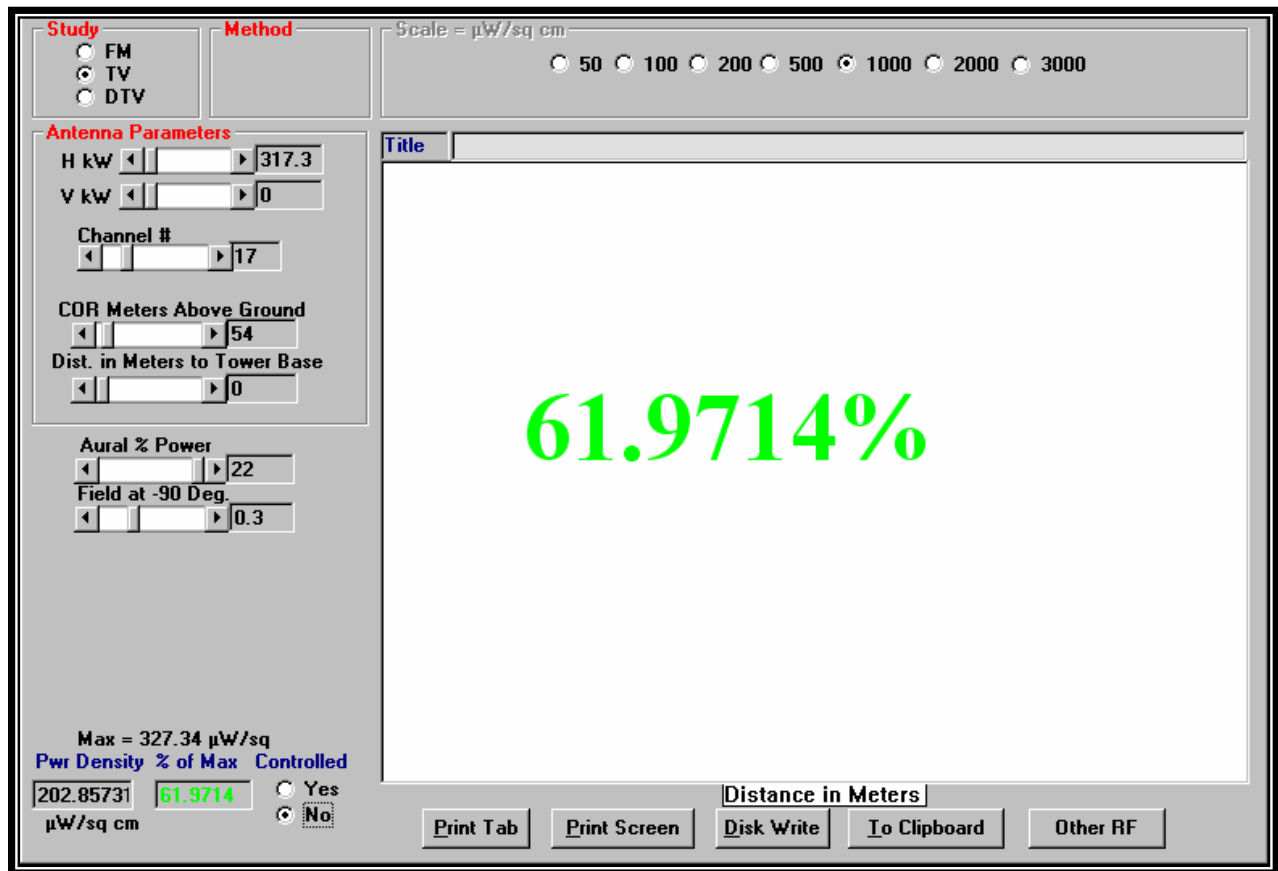 Study
FM
TV
DTV
Method
Scale = µW/sq cm
50 100 200 500 1000 2000 3000
Antenna Parameters
H kW 317.3
V kW 0
Channel #
17
COR Meters Above Ground
54
Dist. in Meters to Tower Base
0
Aural % Power
22
Field at -90 Deg.
0.3
Title
61.9714%
Max = 327.34 µW/sq
Pwr Density % of Max Controlled
202.85731 61.9714 Yes
µW/sq cm No
Distance in Meters
Print Tab Print Screen Disk Write To Clipboard Other RF